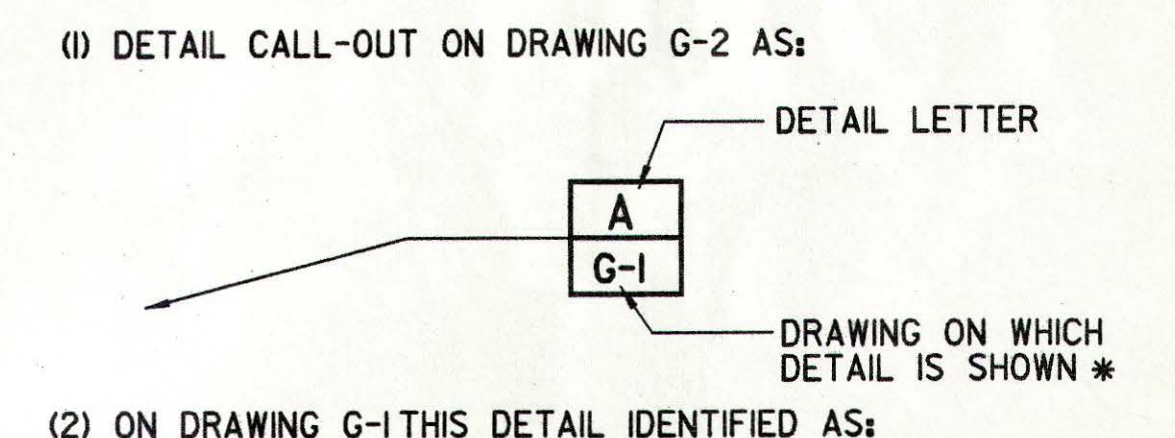 (1) DETAIL CALL-OUT ON DRAWING G-2 AS:
DETAIL LETTER
A
G-1
DRAWING ON WHICH
DETAIL IS SHOWN *
(2) ON DRAWING G-1 THIS DETAIL IDENTIFIED AS: